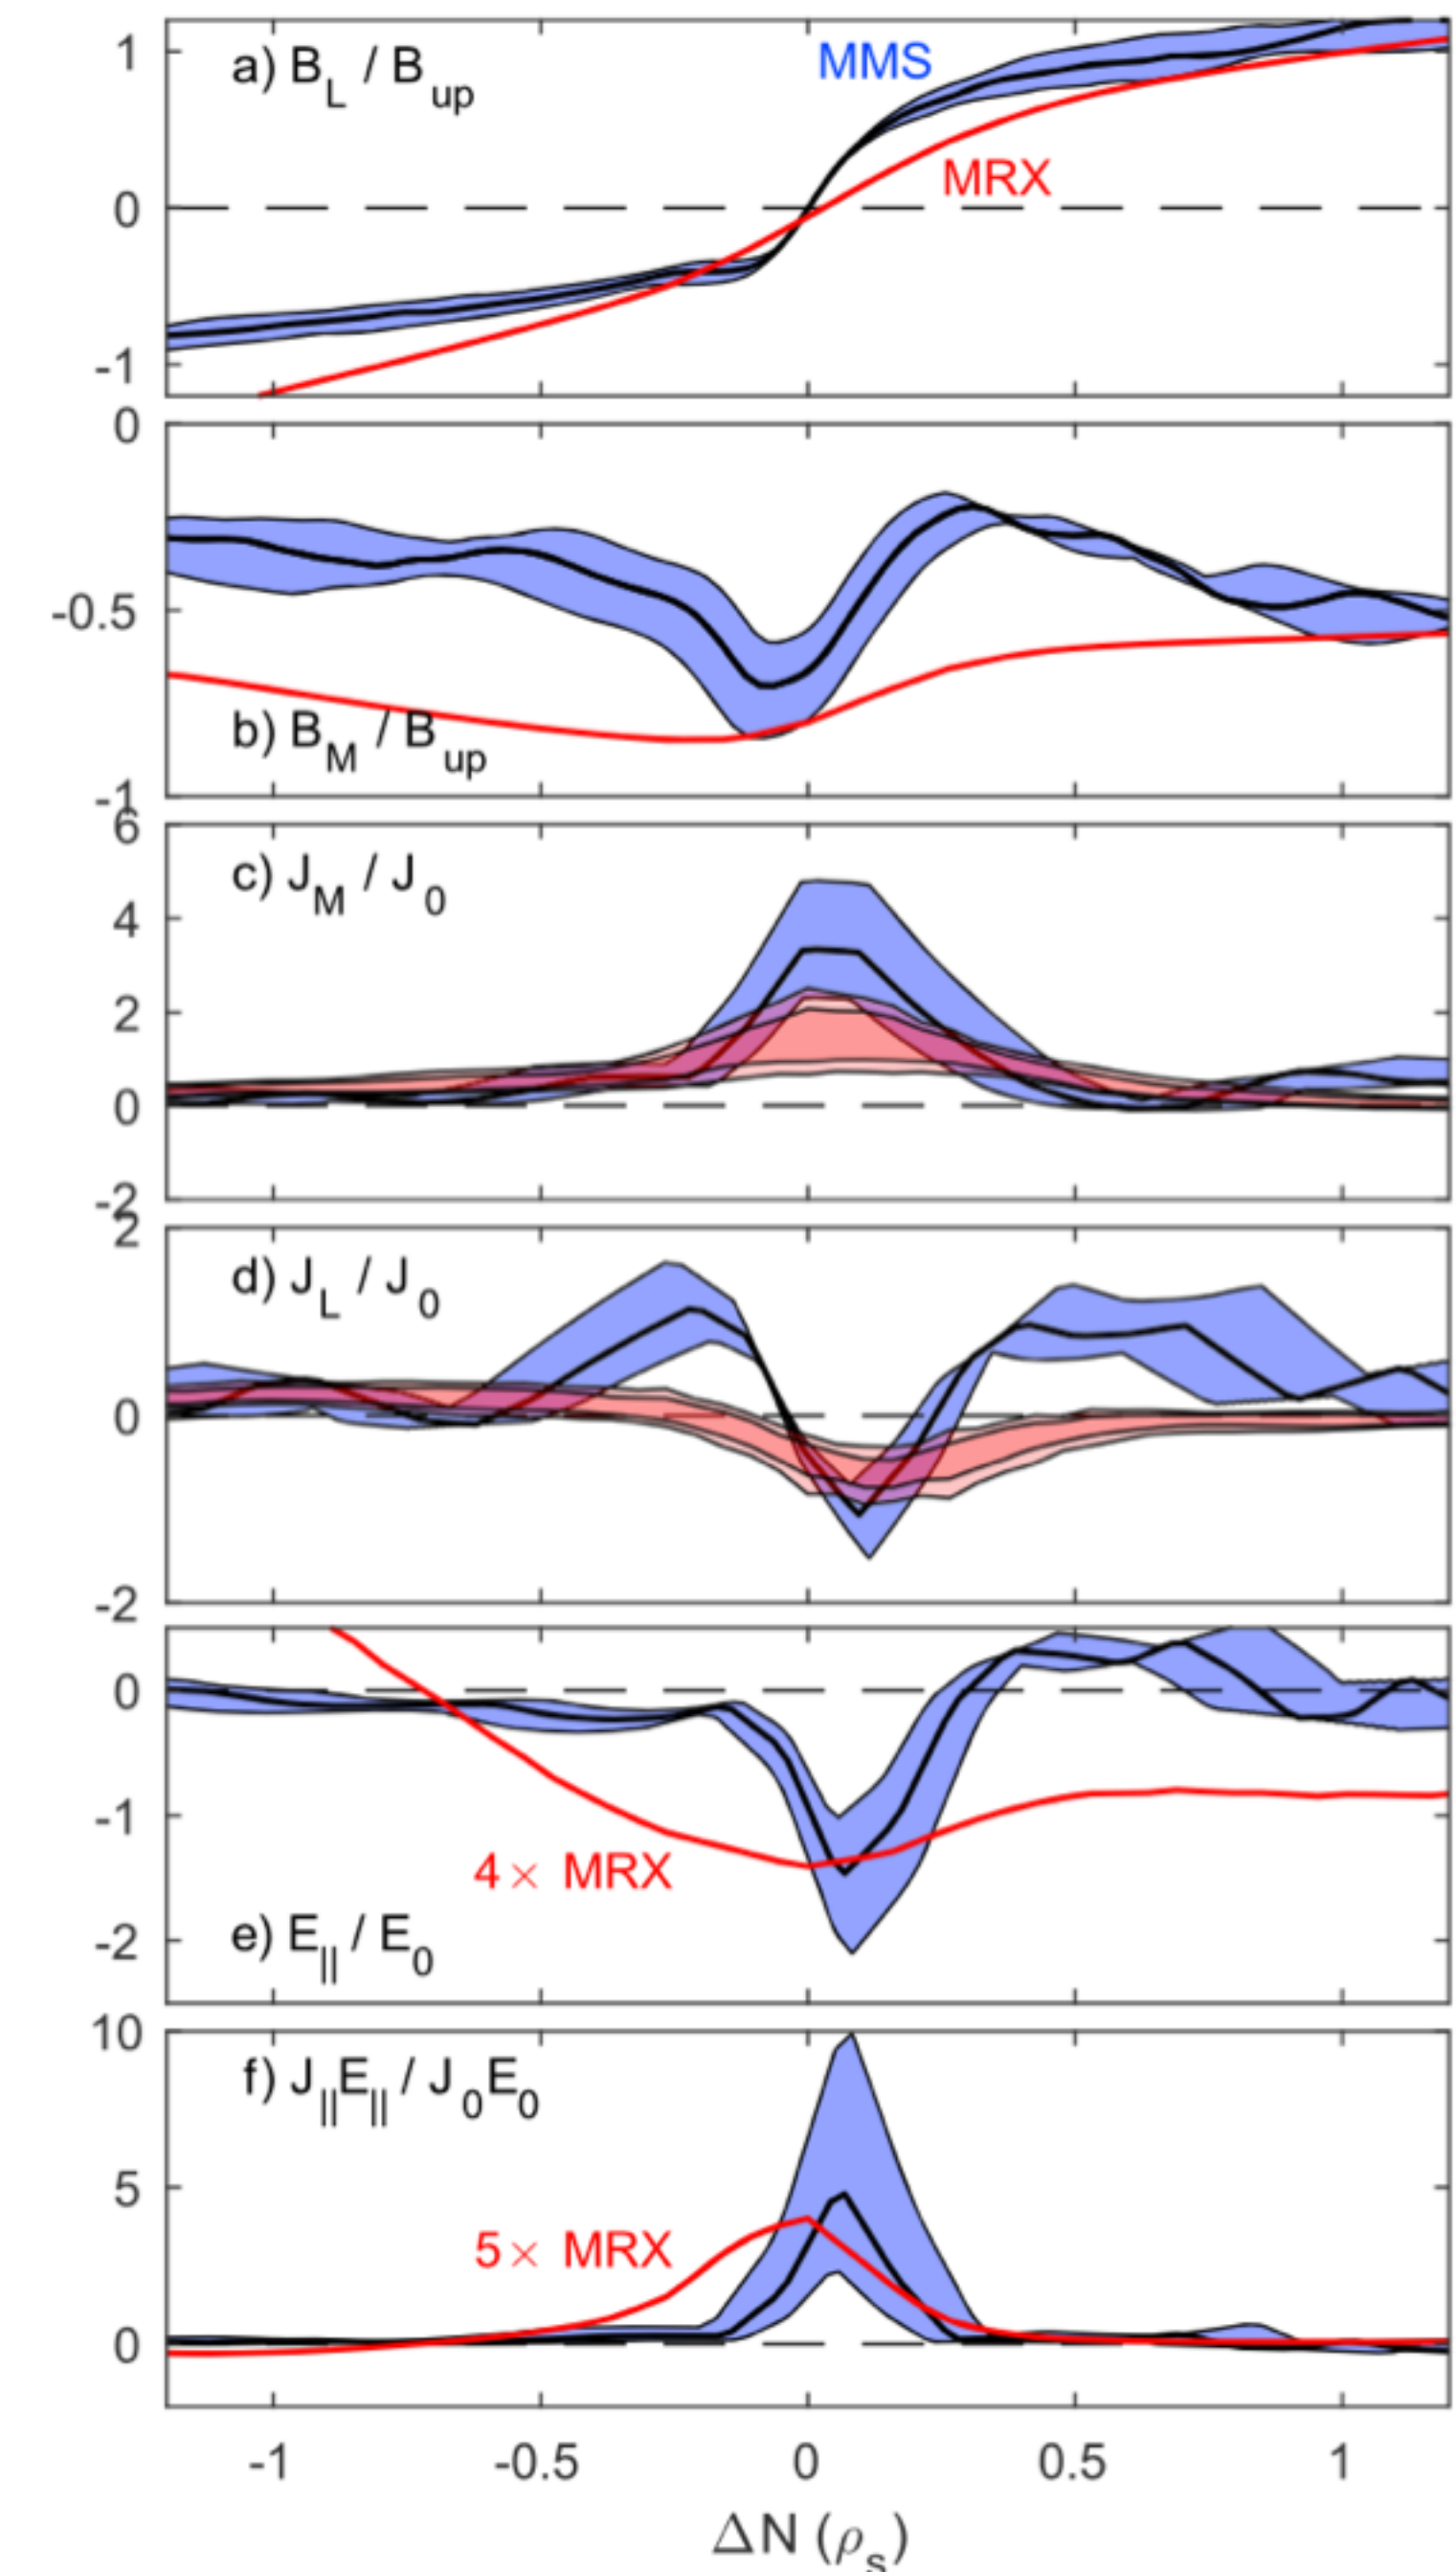 1
a) B_L / B_up
MMS
MRX
0
-1
0
-0.5
b) B_M / B_up
-1
6
c) J_M / J_0
4
2
0
-2
2
d) J_L / J_0
0
-2
0
-1
4× MRX
-2
e) E_|| / E_0
10
f) J_||E_|| / J_0E_0
5
5× MRX
0
-1 -0.5 0 0.5 1
ΔN (ρ_s)